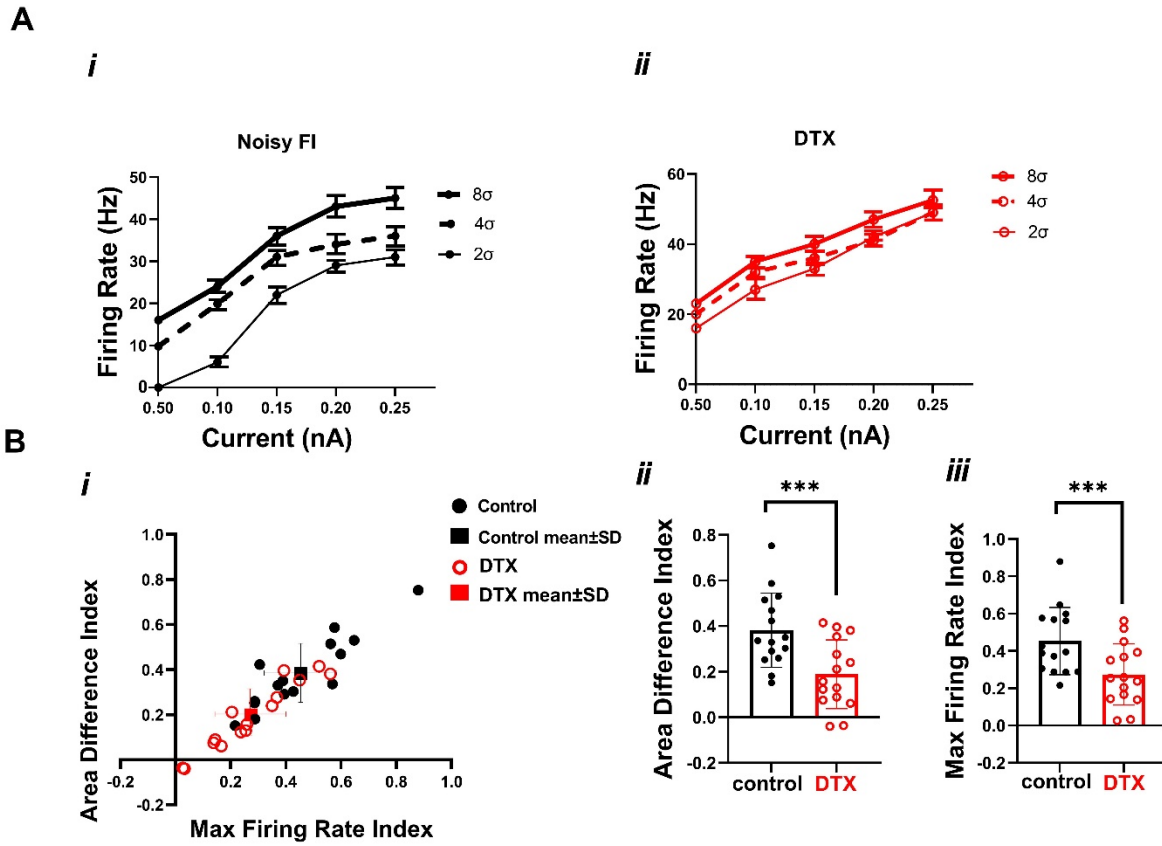 A
i
ii
Noisy FI
DTX
Firing Rate (Hz)
50
40
30
20
10
0
0.50 0.10 0.15 0.20 0.25
Current (nA)
8σ
4σ
2σ
Firing Rate (Hz)
60
40
20
0
0.50 0.10 0.15 0.20 0.25
Current (nA)
8σ
4σ
2σ
B
i
Area Difference Index
1.0
0.8
0.6
0.4
0.2
-0.2
-0.2 0.2 0.4 0.6 0.8 1.0
Max Firing Rate Index
Control
Control mean±SD
DTX
DTX mean±SD
ii
***
Area Difference Index
0.8
0.6
0.4
0.2
0.0
-0.2
control DTX
iii
***
Max Firing Rate Index
1.0
0.8
0.6
0.4
0.2
0.0
-0.2
control DTX